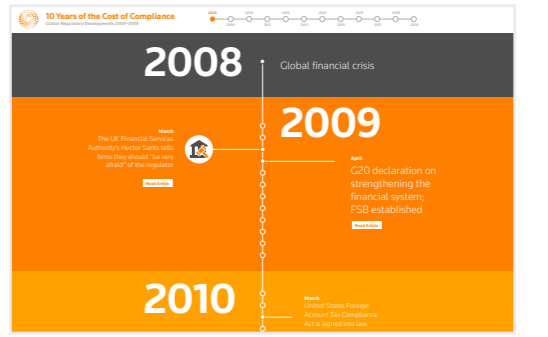 10 Years of the Cost of Compliance
Global Regulatory Developments 2009-2019
2008
Global financial crisis
2009
March
The UK Financial Services
Authority's Hector Sants tells
firms they should "be very
afraid" of the regulator
Read Article
April
G20 declaration on
strengthening the
financial system;
FSB established
Read Article
2010
March
United States Foreign
Account Tax Compliance
Act is signed into law